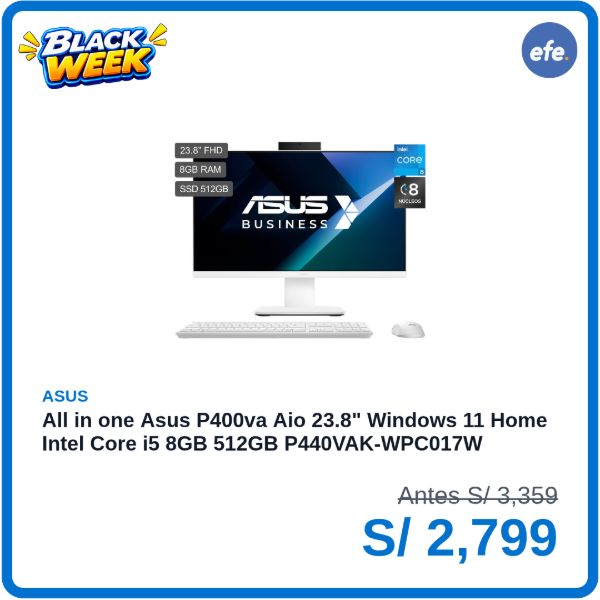 BLACK
WEEK
efe.
23.8" FHD
8GB RAM
SSD 512GB
intel
CORE
i5
8
NÚCLEOS
ASUS
BUSINESS
ASUS
All in one Asus P400va Aio 23.8" Windows 11 Home
Intel Core i5 8GB 512GB P440VAK-WPC017W
Antes S/ 3,359
S/ 2,799